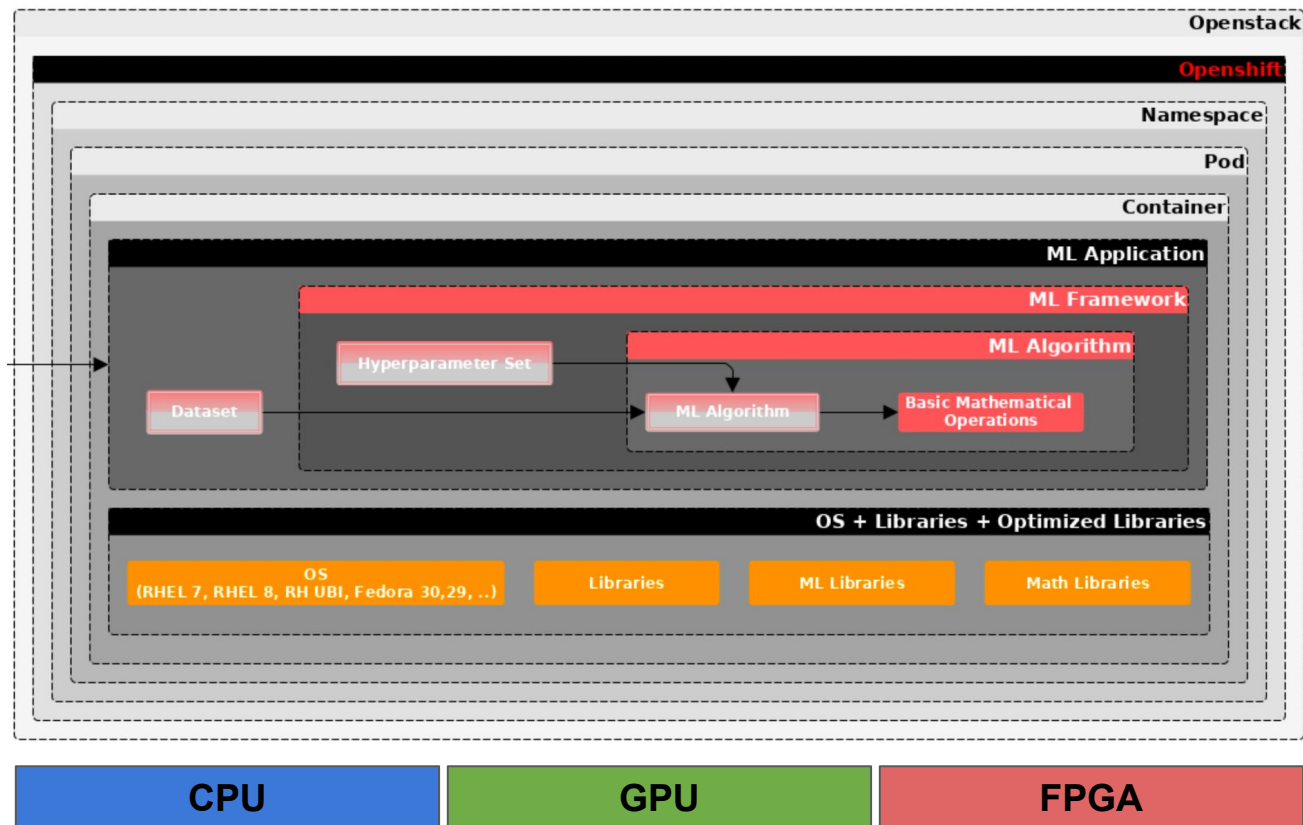 Openstack
Openshift
Namespace
Pod
Container
ML Application
ML Framework
ML Algorithm
Hyperparameter Set
Dataset
ML Algorithm
Basic Mathematical
Operations
OS + Libraries + Optimized Libraries
OS
(RHEL 7, RHEL 8, RH UBI, Fedora 30,29, ..)
Libraries
ML Libraries
Math Libraries
CPU
GPU
FPGA